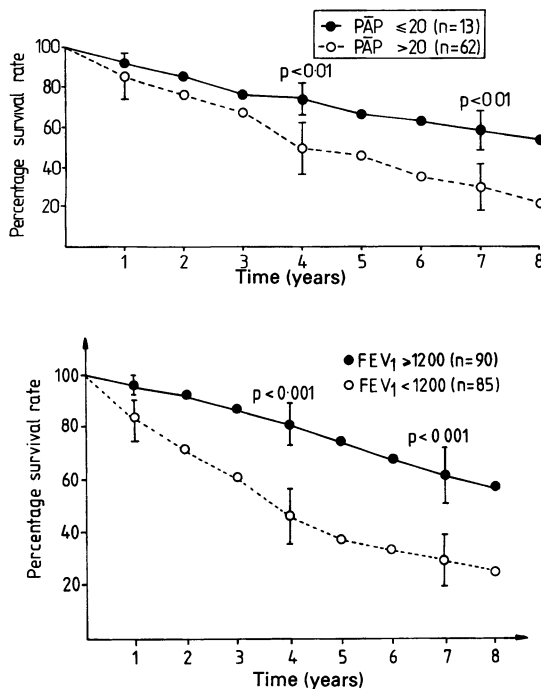 PAP ≤20 (n=13)
PAP >20 (n=62)
100
80
60
40
20
p<0·01
p<0 01
Percentage survival rate
1 2 3 4 5 6 7 8
Time (years)
FEV₁ ≥1200 (n=90)
FEV₁ <1200 (n=85)
100
80
60
40
20
p<0·001
p<0 001
Percentage survival rate
1 2 3 4 5 6 7 8
Time (years)